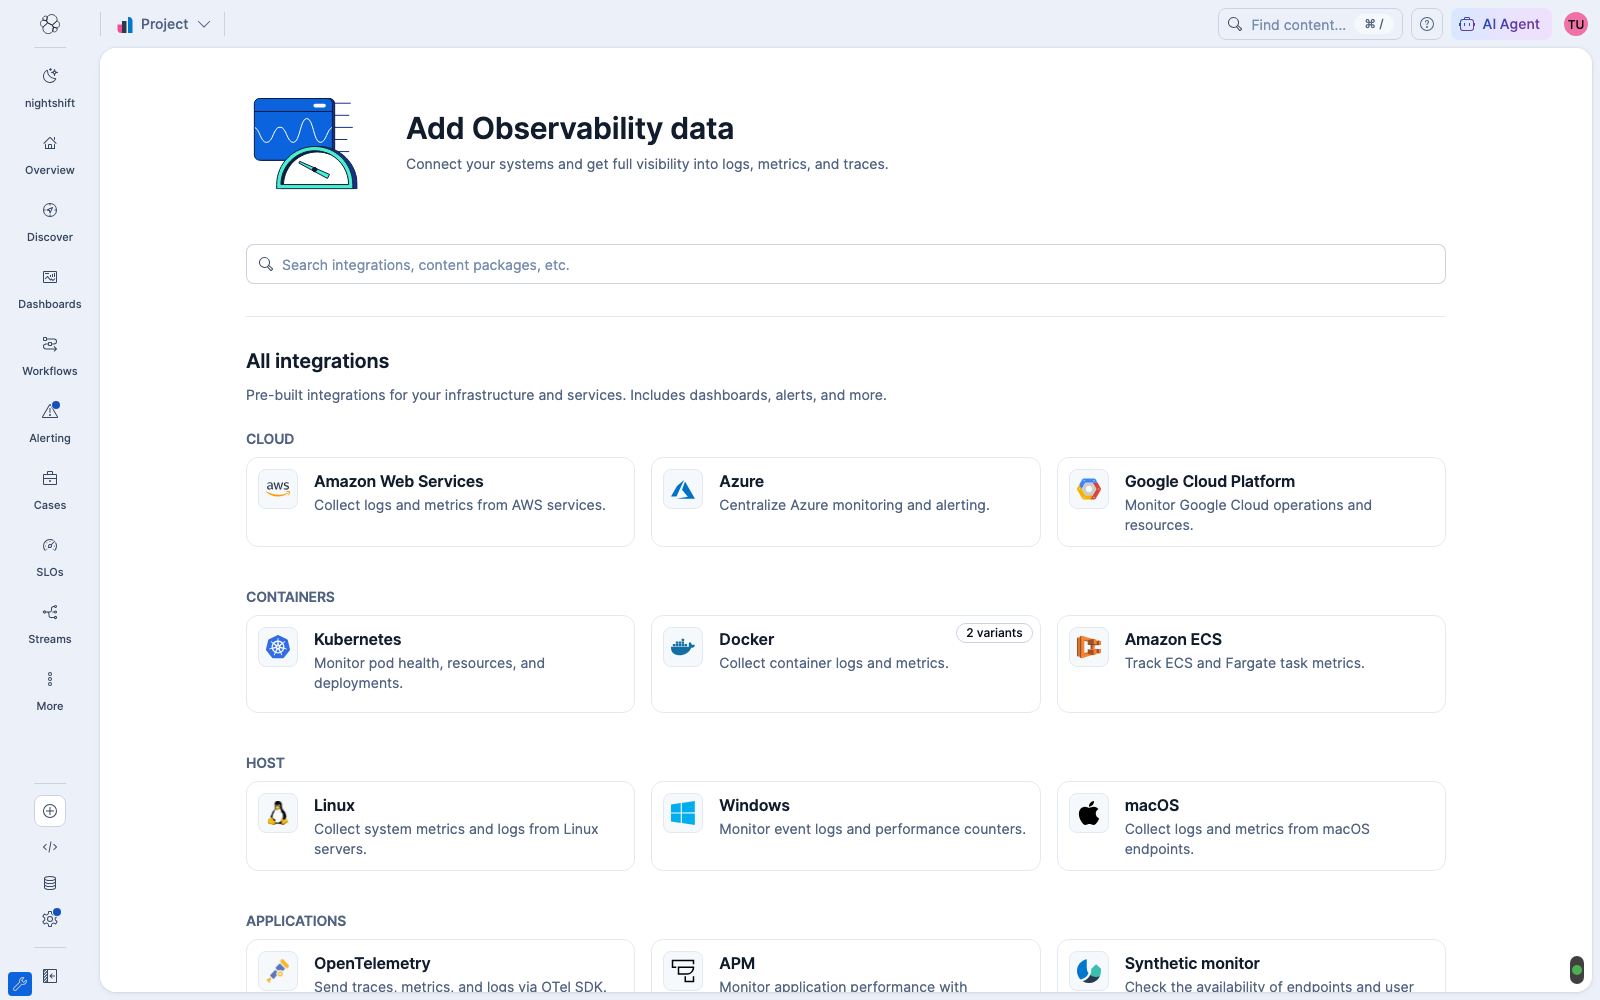 Project
Find content...
⌘ /
AI Agent
TU
nightshift
Overview
Discover
Dashboards
Workflows
Alerting
Cases
SLOs
Streams
More
Add Observability data
Connect your systems and get full visibility into logs, metrics, and traces.
Search integrations, content packages, etc.
All integrations
Pre-built integrations for your infrastructure and services. Includes dashboards, alerts, and more.
CLOUD
aws
Amazon Web Services
Collect logs and metrics from AWS services.
Azure
Centralize Azure monitoring and alerting.
Google Cloud Platform
Monitor Google Cloud operations and
resources.
CONTAINERS
Kubernetes
Monitor pod health, resources, and
deployments.
Docker
2 variants
Collect container logs and metrics.
Amazon ECS
Track ECS and Fargate task metrics.
HOST
Linux
Collect system metrics and logs from Linux
servers.
Windows
Monitor event logs and performance counters.
macOS
Collect logs and metrics from macOS
endpoints.
APPLICATIONS
OpenTelemetry
Send traces, metrics, and logs via OTel SDK.
APM
Monitor application performance with
Synthetic monitor
Check the availability of endpoints and user